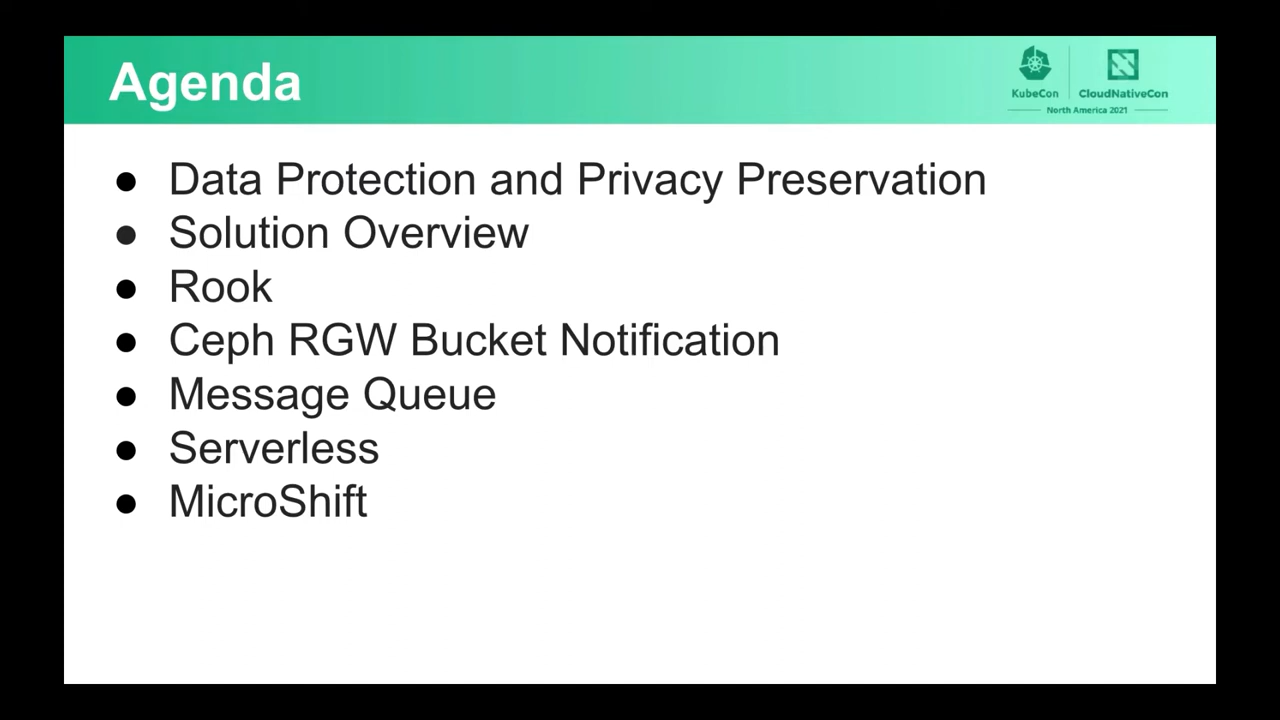 Agenda
KubeCon
CloudNativeCon
North America 2021
● Data Protection and Privacy Preservation
● Solution Overview
● Rook
● Ceph RGW Bucket Notification
● Message Queue
● Serverless
● MicroShift